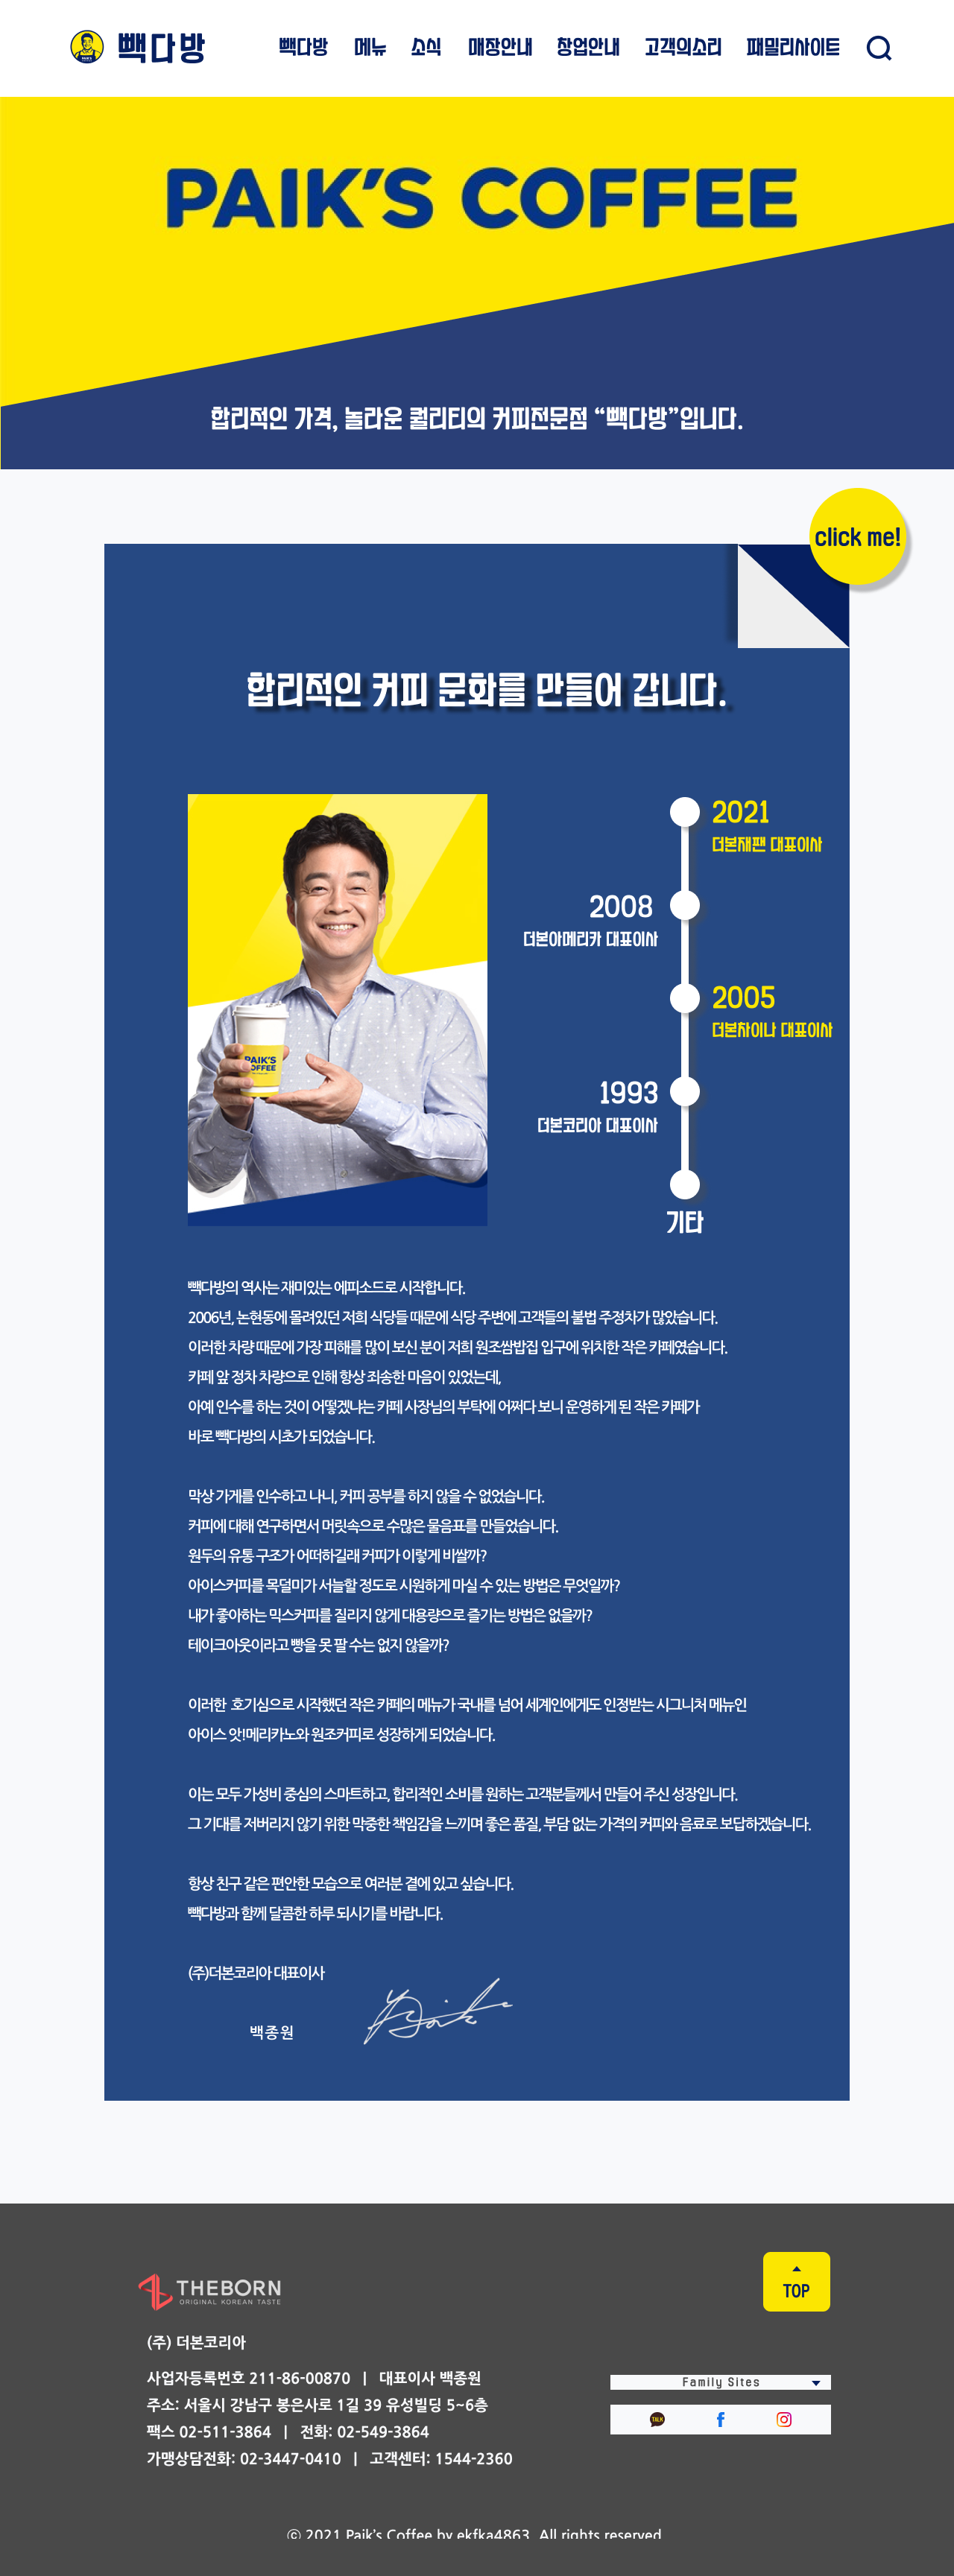 빽다방
빽다방 메뉴 소식 매장안내 창업안내 고객의소리 패밀리사이트
PAIK'S COFFEE
합리적인 가격, 놀라운 퀄리티의 커피전문점 “빽다방”입니다.
click me!
합리적인 커피 문화를 만들어 갑니다.
2021
더본재팬 대표이사
2008
더본아메리카 대표이사
2005
더본차이나 대표이사
1993
더본코리아 대표이사
기타
PAIK'S
COFFEE
빽다방의 역사는 재미있는 에피소드로 시작합니다.
2006년, 논현동에 몰려있던 저희 식당들 때문에 식당 주변에 고객들의 불법 주정차가 많았습니다.
이러한 차량 때문에 가장 피해를 많이 보신 분이 저희 원조쌈밥집 입구에 위치한 작은 카페였습니다.
카페 앞 정차 차량으로 인해 항상 죄송한 마음이 있었는데,
아예 인수를 하는 것이 어떻겠냐는 카페 사장님의 부탁에 어쩌다 보니 운영하게 된 작은 카페가
바로 빽다방의 시초가 되었습니다.
막상 가게를 인수하고 나니, 커피 공부를 하지 않을 수 없었습니다.
커피에 대해 연구하면서 머릿속으로 수많은 물음표를 만들었습니다.
원두의 유통 구조가 어떠하길래 커피가 이렇게 비쌀까?
아이스커피를 목덜미가 서늘할 정도로 시원하게 마실 수 있는 방법은 무엇일까?
내가 좋아하는 믹스커피를 질리지 않게 대용량으로 즐기는 방법은 없을까?
테이크아웃이라고 빵을 못 팔 수는 없지 않을까?
이러한 호기심으로 시작했던 작은 카페의 메뉴가 국내를 넘어 세계인에게도 인정받는 시그니처 메뉴인
아이스 앗!메리카노와 원조커피로 성장하게 되었습니다.
이는 모두 가성비 중심의 스마트하고, 합리적인 소비를 원하는 고객분들께서 만들어 주신 성장입니다.
그 기대를 저버리지 않기 위한 막중한 책임감을 느끼며 좋은 품질, 부담 없는 가격의 커피와 음료로 보답하겠습니다.
항상 친구 같은 편안한 모습으로 여러분 곁에 있고 싶습니다.
빽다방과 함께 달콤한 하루 되시기를 바랍니다.
(주)더본코리아 대표이사
백종원
THEBORN
ORIGINAL KOREAN TASTE
TOP
(주) 더본코리아
사업자등록번호 211-86-00870 | 대표이사 백종원
주소: 서울시 강남구 봉은사로 1길 39 유성빌딩 5~6층
팩스 02-511-3864 | 전화: 02-549-3864
가맹상담전화: 02-3447-0410 | 고객센터: 1544-2360
Family Sites
TALK
ⓒ 2021 Paik's Coffee by ekfka4863. All rights reserved